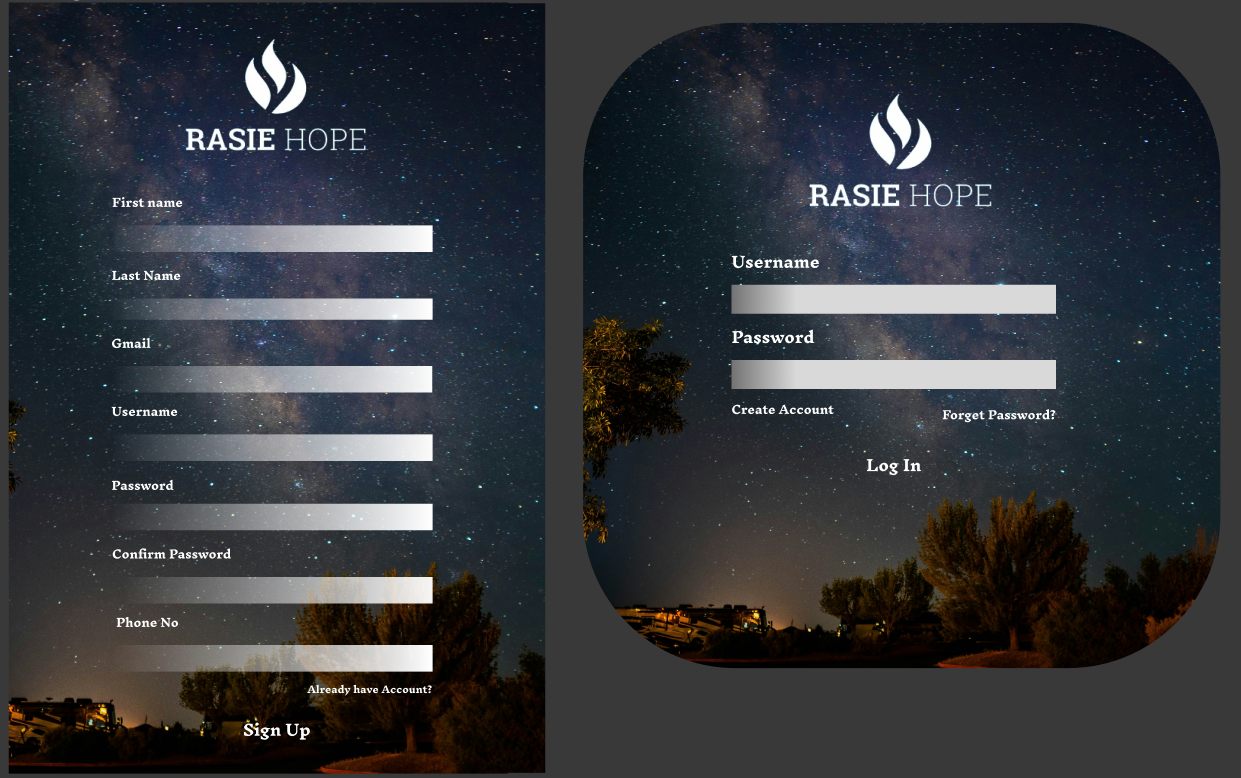 RASIE HOPE
First name
Last Name
Gmail
Username
Password
Confirm Password
Phone No
Already have Account?
Sign Up
RASIE HOPE
Username
Password
Create Account
Forget Password?
Log In